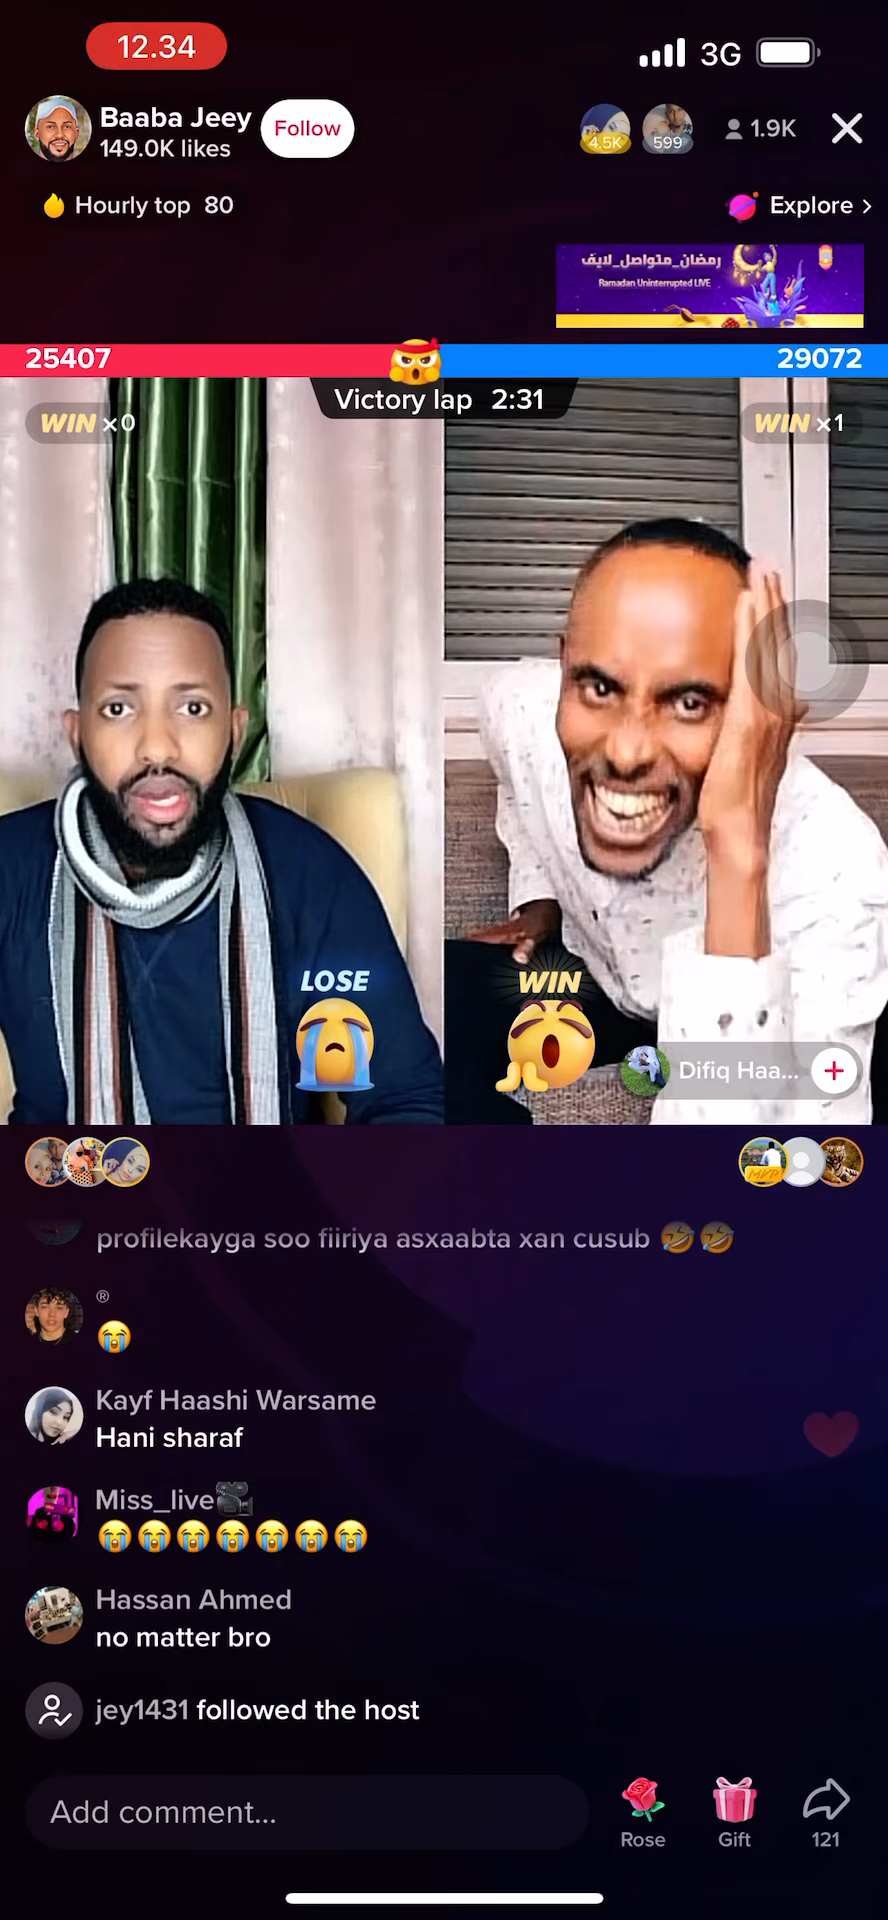 12.34
3G
Baaba Jeey
149.0K likes
Follow
4.5K
599
1.9K
Hourly top 80
Explore >
رمضان_متواصل_لايف
Ramadan Uninterrupted LIVE
25407
29072
Victory lap 2:31
WIN x0
WIN x1
LOSE
WIN
Difiq Haa...
MVP
profilekayga soo fiiriya asxaabta xan cusub 🤣🤣
®
😭
Kayf Haashi Warsame
Hani sharaf
Miss_live🎥
😭😭😭😭😭😭😭
Hassan Ahmed
no matter bro
jey1431 followed the host
Add comment...
Rose
Gift
121